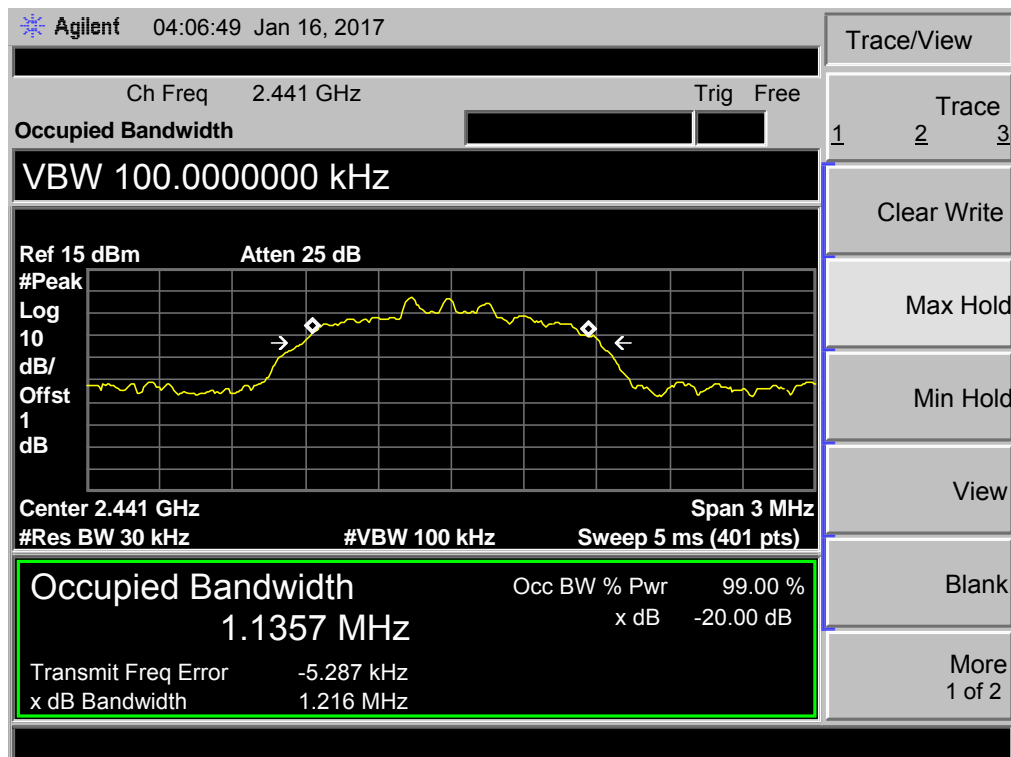 Agilent 04:06:49 Jan 16, 2017
Trace/View
Ch Freq 2.441 GHz Trig Free
Occupied Bandwidth
VBW 100.0000000 kHz
Ref 15 dBm Atten 25 dB
#Peak
Log
10
dB/
Offst
1
dB
Center 2.441 GHz Span 3 MHz
#Res BW 30 kHz #VBW 100 kHz Sweep 5 ms (401 pts)
Occupied Bandwidth Occ BW % Pwr 99.00 %
1.1357 MHz x dB -20.00 dB
Transmit Freq Error -5.287 kHz
x dB Bandwidth 1.216 MHz
Trace
1 2 3
Clear Write
Max Hold
Min Hold
View
Blank
More
1 of 2